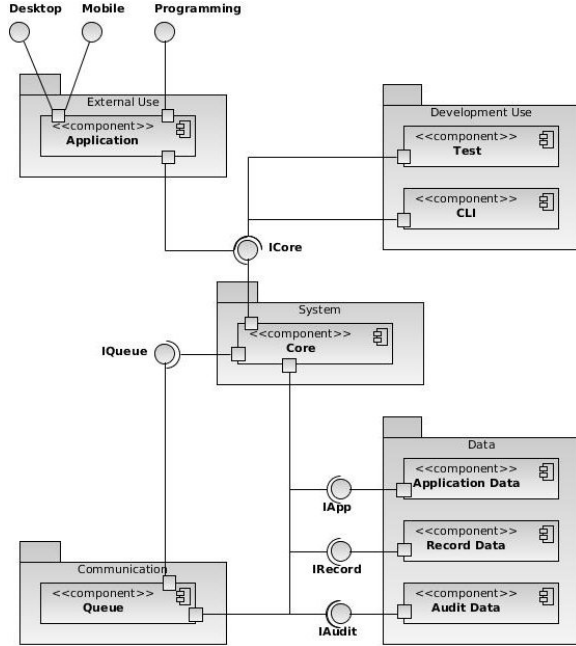 Desktop
Mobile
Programming
External Use
<<component>>
Application
Development Use
<<component>>
Test
<<component>>
CLI
ICore
System
<<component>>
Core
IQueue
Data
<<component>>
Application Data
IApp
<<component>>
Record Data
IRecord
Communication
<<component>>
Queue
<<component>>
Audit Data
IAudit